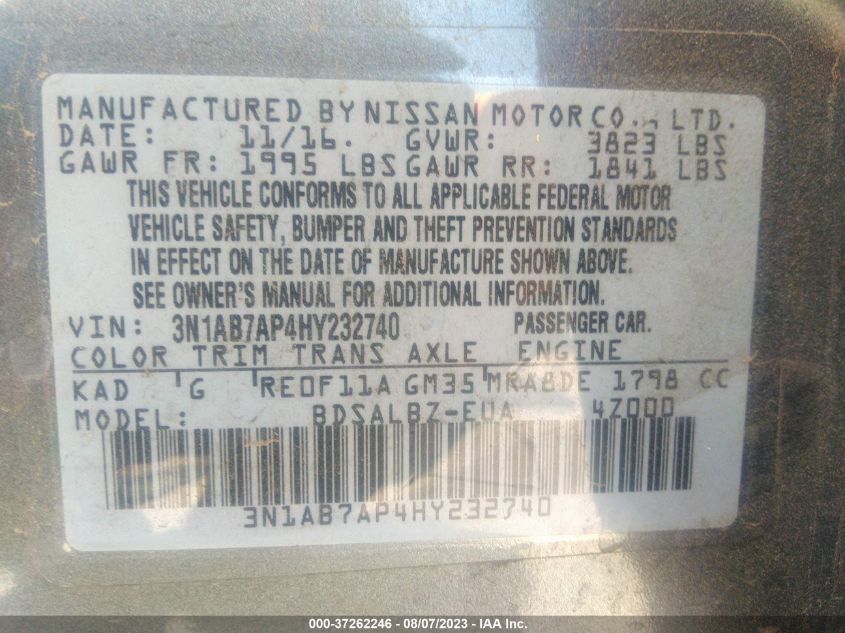 MANUFACTURED BY NISSAN MOTOR CO., LTD.
DATE: 11/16. GVWR: 3823 LBS
GAWR FR: 1995 LBS GAWR RR: 1841 LBS
THIS VEHICLE CONFORMS TO ALL APPLICABLE FEDERAL MOTOR
VEHICLE SAFETY, BUMPER AND THEFT PREVENTION STANDARDS
IN EFFECT ON THE DATE OF MANUFACTURE SHOWN ABOVE.
SEE OWNER'S MANUAL FOR ADDITIONAL INFORMATION.
VIN: 3N1AB7AP4HY232740 PASSENGER CAR.
COLOR TRIM TRANS AXLE ENGINE
KAD G RE0F11A GM35 MRA8DE 1798 CC
MODEL: BDSALBZ-EUA 4Z000
3N1AB7AP4HY232740
000-37262246 - 08/07/2023 - IAA Inc.